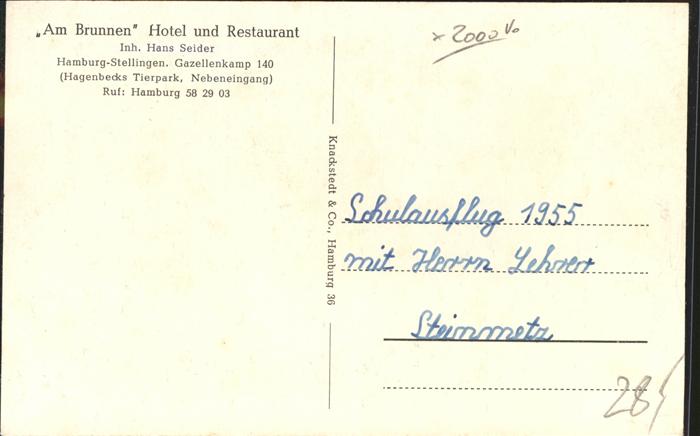 „Am Brunnen" Hotel und Restaurant
Inh. Hans Seider
Hamburg-Stellingen. Gazellenkamp 140
(Hagenbecks Tierpark, Nebeneingang)
Ruf: Hamburg 58 29 03
Knackstedt & Co., Hamburg 36
Schulausflug 1955
mit Herrn Lehrer
Steinmetz